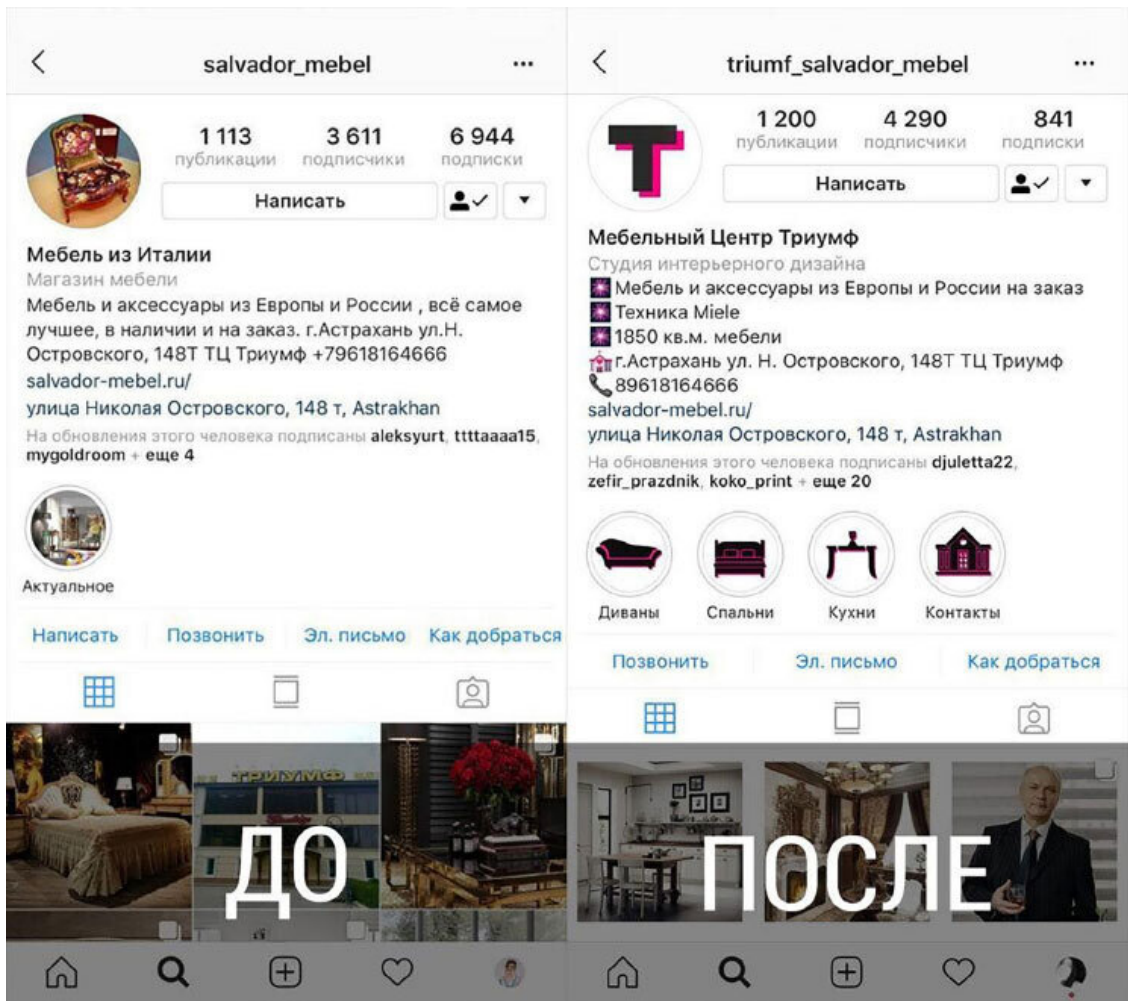 salvador_mebel
1 113
3 611
6 944
публикации
подписчики
подписки
Написать
Мебель из Италии
Магазин мебели
Мебель и аксессуары из Европы и России , всё самое
лучшее, в наличии и на заказ. г.Астрахань ул.Н.
Островского, 148Т ТЦ Триумф +79618164666
salvador-mebel.ru/
улица Николая Островского, 148 т, Astrakhan
На обновления этого человека подписаны aleksyurt, ttttaaaa15,
mygoldroom + еще 4
Актуальное
Написать
Позвонить
Эл. письмо
Как добраться
ТРИУМФ
ДО
triumf_salvador_mebel
T
1 200
4 290
841
публикации
подписчики
подписки
Написать
Мебельный Центр Триумф
Студия интерьерного дизайна
Мебель и аксессуары из Европы и России на заказ
Техника Miele
1850 кв.м. мебели
г.Астрахань ул. Н. Островского, 148Т ТЦ Триумф
89618164666
salvador-mebel.ru/
улица Николая Островского, 148 т, Astrakhan
На обновления этого человека подписаны djuletta22,
zefir_prazdnik, koko_print + еще 20
Диваны
Спальни
Кухни
Контакты
Позвонить
Эл. письмо
Как добраться
ПОСЛЕ